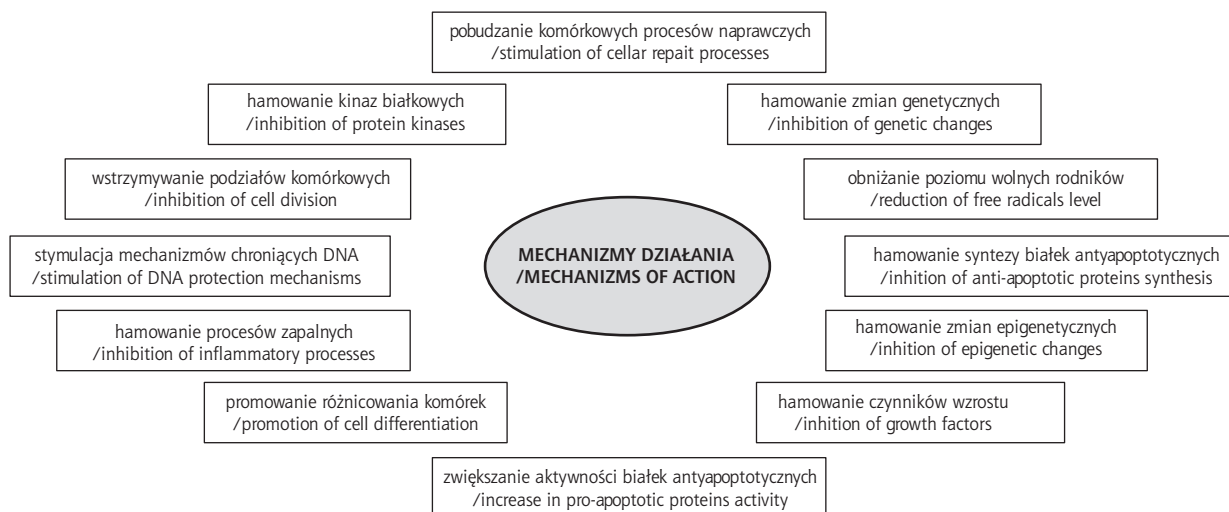 pobudzanie komórkowych procesów naprawczych
/stimulation of cellar repait processes
hamowanie kinaz białkowych
/inhibition of protein kinases
hamowanie zmian genetycznych
/inhibition of genetic changes
wstrzymywanie podziałów komórkowych
/inhibition of cell division
obniżanie poziomu wolnych rodników
/reduction of free radicals level
stymulacja mechanizmów chroniących DNA
/stimulation of DNA protection mechanisms
MECHANIZMY DZIAŁANIA
/MECHANIZMS OF ACTION
hamowanie syntezy białek antyapoptotycznych
/inhition of anti-apoptotic proteins synthesis
hamowanie procesów zapalnych
/inhibition of inflammatory processes
hamowanie zmian epigenetycznych
/inhition of epigenetic changes
promowanie różnicowania komórek
/promotion of cell differentiation
hamowanie czynników wzrostu
/inhition of growth factors
zwiększanie aktywności białek antyapoptotycznych
/increase in pro-apoptotic proteins activity